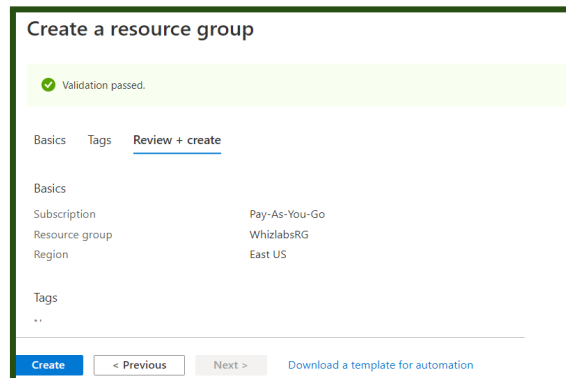 Create a resource group
Validation passed.
Basics Tags Review + create
Basics
Subscription Pay-As-You-Go
Resource group WhizlabsRG
Region East US
Tags
Create < Previous Next > Download a template for automation